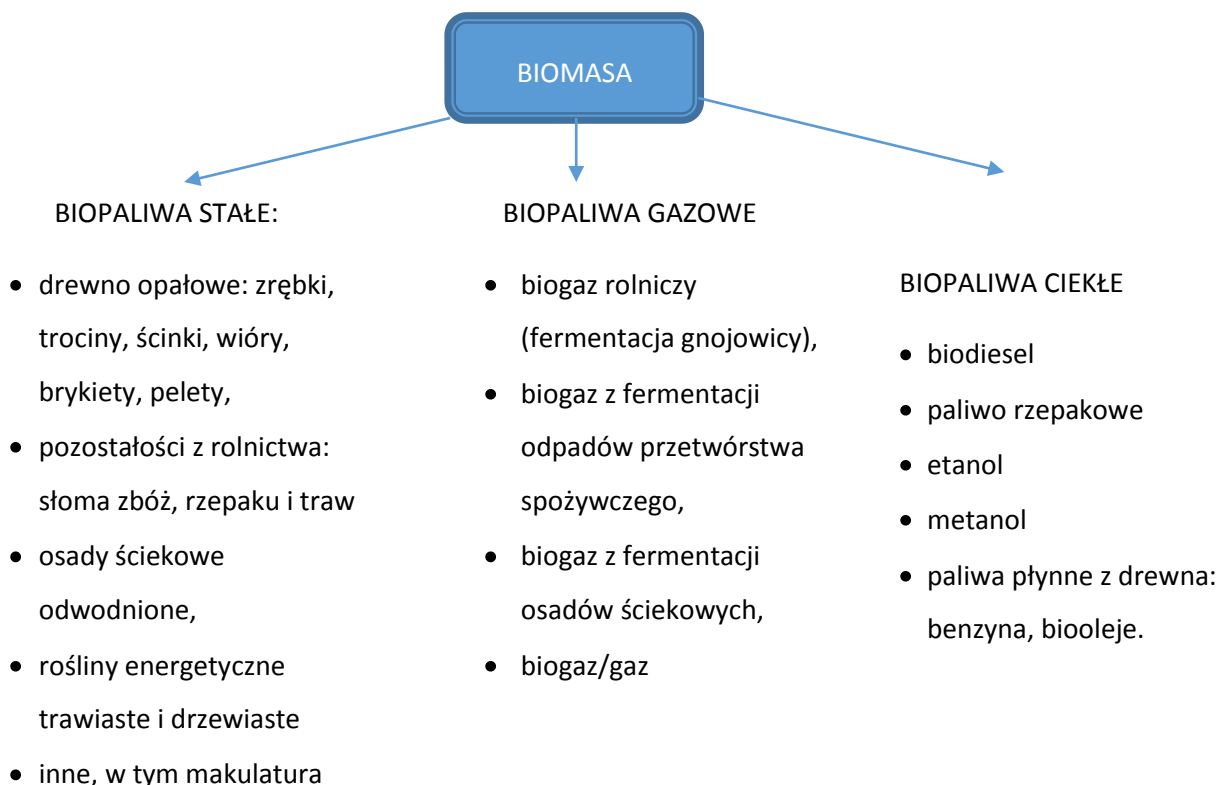 BIOMASA
BIOPALIWA STAŁE:
• drewno opałowe: zrębki,
trociny, ścinki, wióry,
brykiety, pelety,
• pozostałości z rolnictwa:
słoma zbóż, rzepaku i traw
• osady ściekowe
odwodnione,
• rośliny energetyczne
trawiaste i drzewiaste
• inne, w tym makulatura
BIOPALIWA GAZOWE
• biogaz rolniczy
(fermentacja gnojowicy),
• biogaz z fermentacji
odpadów przetwórstwa
spożywczego,
• biogaz z fermentacji
osadów ściekowych,
• biogaz/gaz
BIOPALIWA CIEKŁE
• biodiesel
• paliwo rzepakowe
• etanol
• metanol
• paliwa płynne z drewna:
benzyna, biooleje.